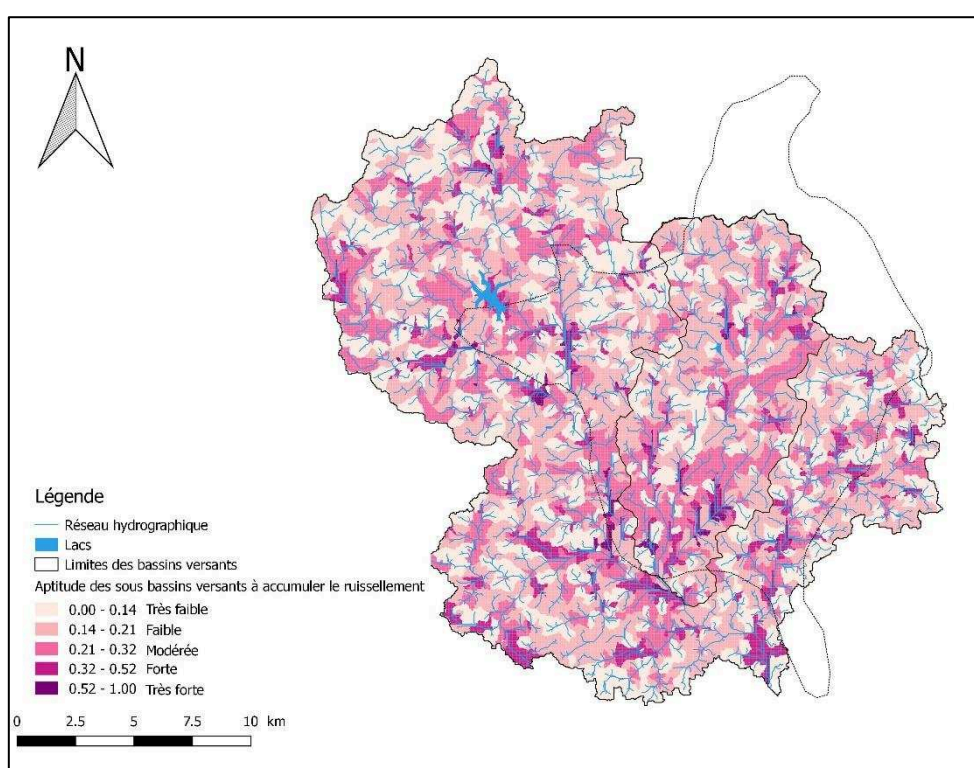 N
Légende
Réseau hydrographique
Lacs
Limites des bassins versants
Aptitude des sous bassins versants à accumuler le ruissellement
0.00 - 0.14 Très faible
0.14 - 0.21 Faible
0.21 - 0.32 Modérée
0.32 - 0.52 Forte
0.52 - 1.00 Très forte
0 2.5 5 7.5 10 km